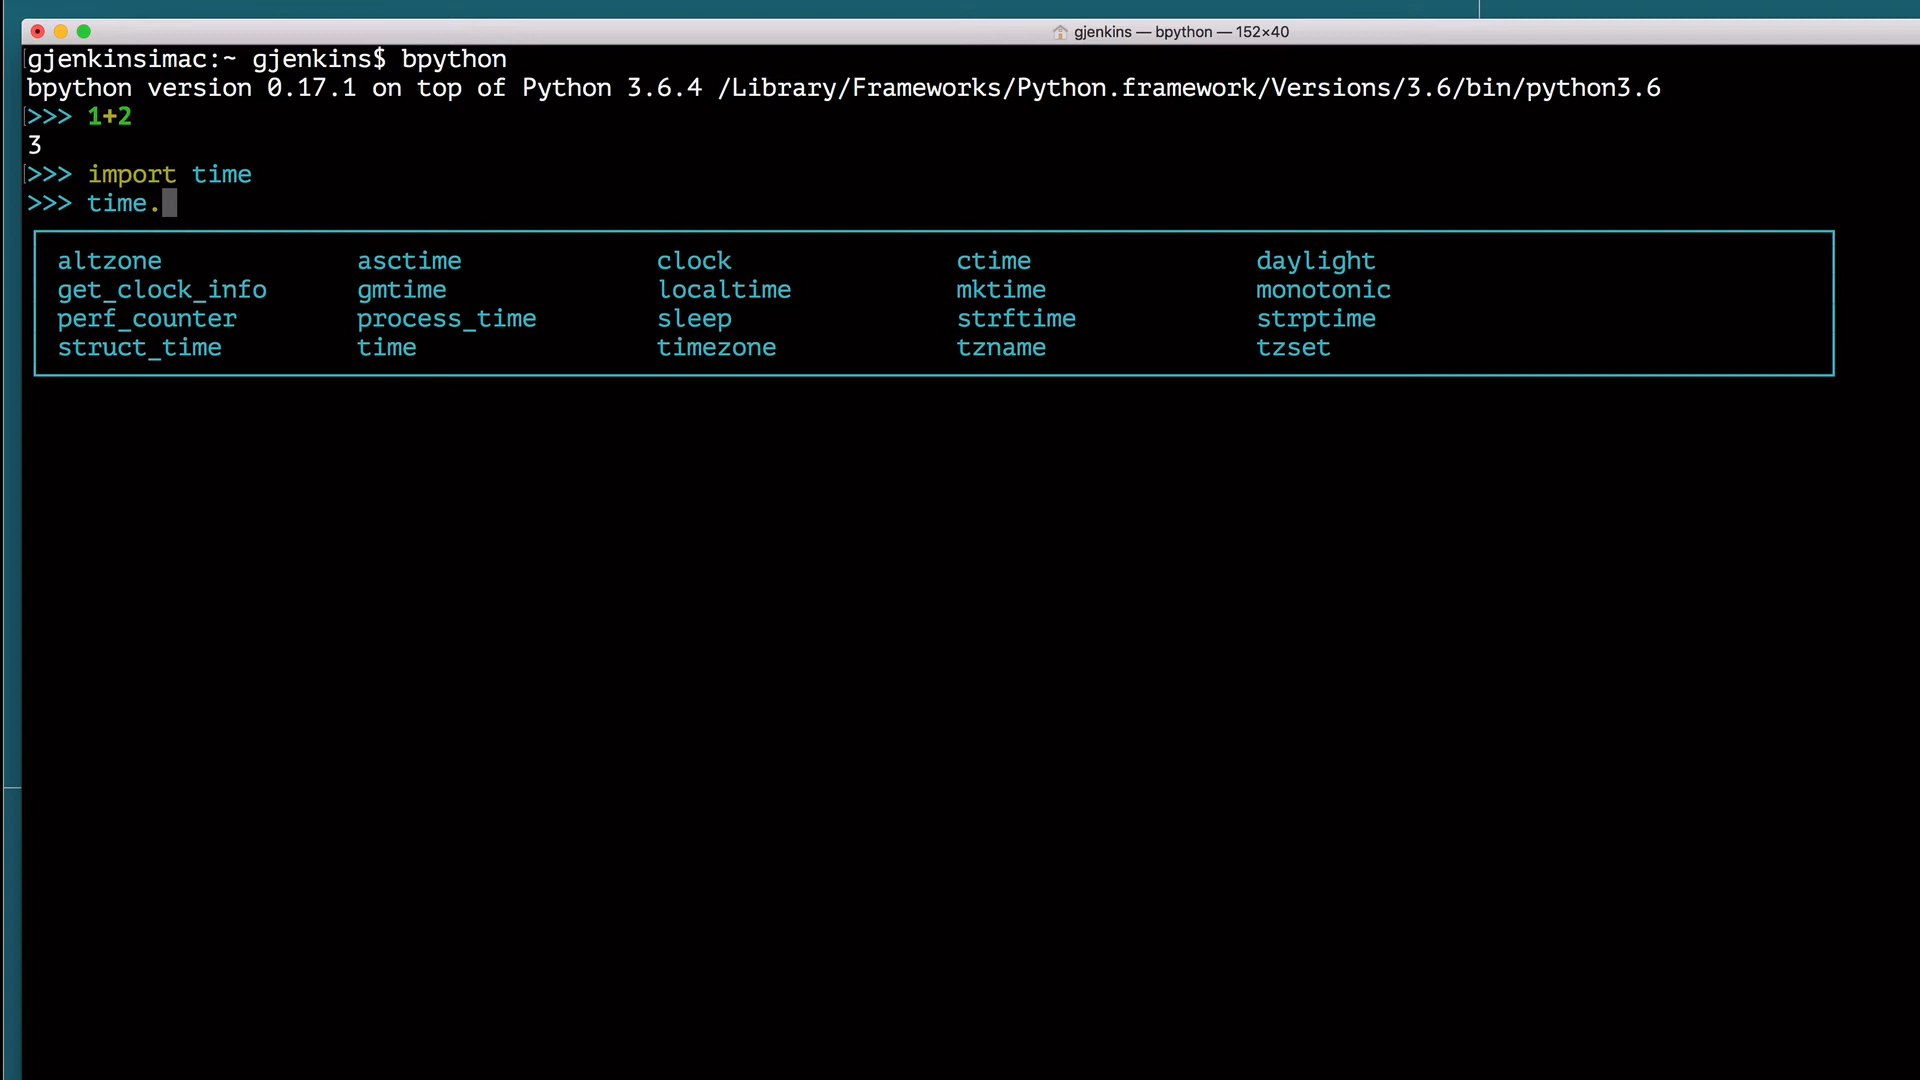 gjenkins — bpython — 152×40
gjenkinsimac:~ gjenkins$ bpython
bpython version 0.17.1 on top of Python 3.6.4 /Library/Frameworks/Python.framework/Versions/3.6/bin/python3.6
>>> 1+2
3
>>> import time
>>> time.
altzone asctime clock ctime daylight
get_clock_info gmtime localtime mktime monotonic
perf_counter process_time sleep strftime strptime
struct_time time timezone tzname tzset